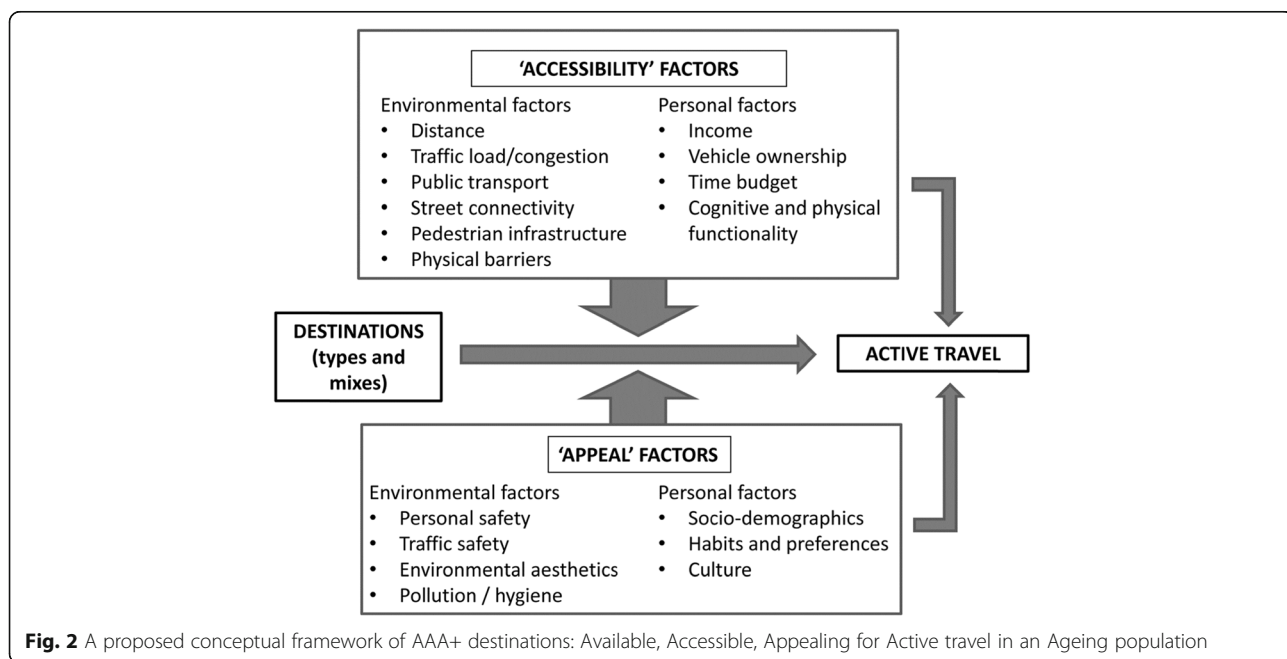 'ACCESSIBILITY' FACTORS
Environmental factors
• Distance
• Traffic load/congestion
• Public transport
• Street connectivity
• Pedestrian infrastructure
• Physical barriers
Personal factors
• Income
• Vehicle ownership
• Time budget
• Cognitive and physical
functionality
DESTINATIONS
(types and
mixes)
ACTIVE TRAVEL
'APPEAL' FACTORS
Environmental factors
• Personal safety
• Traffic safety
• Environmental aesthetics
• Pollution / hygiene
Personal factors
• Socio-demographics
• Habits and preferences
• Culture
Fig. 2 A proposed conceptual framework of AAA+ destinations: Available, Accessible, Appealing for Active travel in an Ageing population